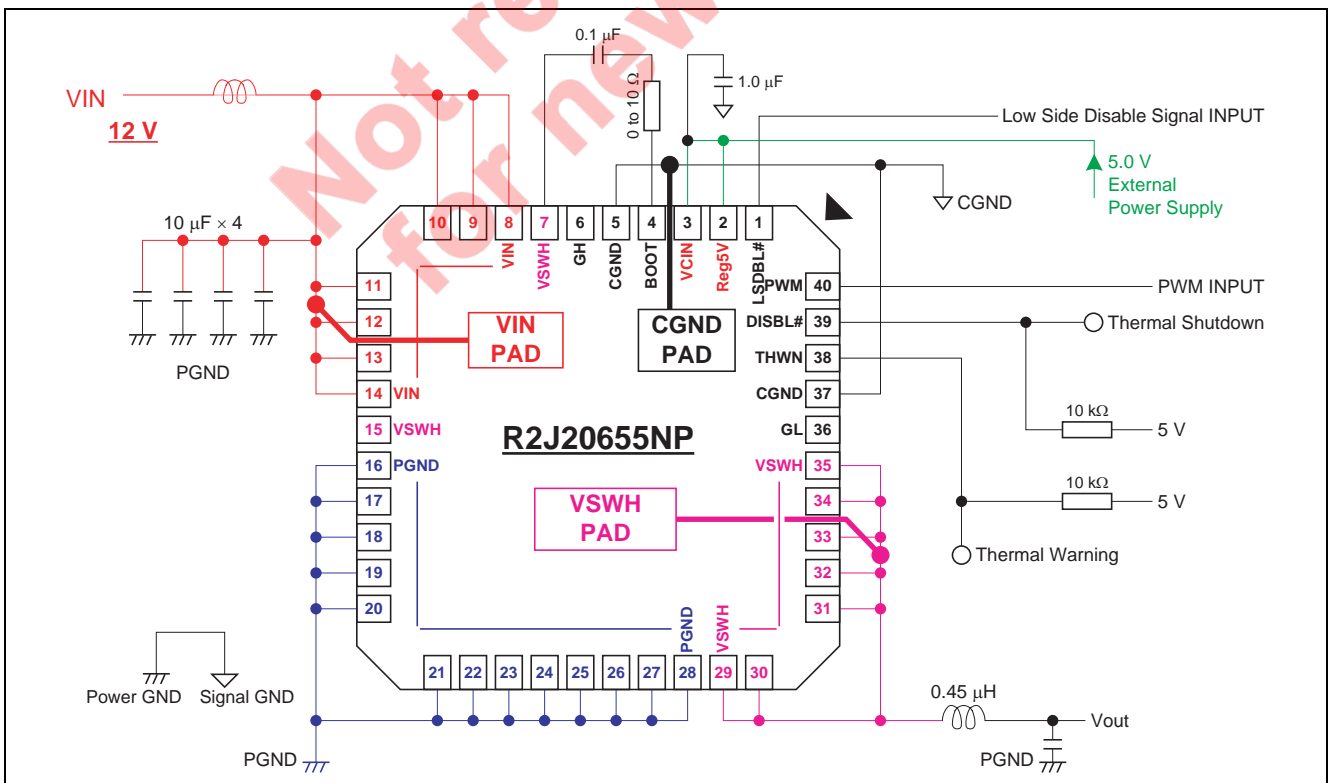 Not re
for new
0.1 μF
0 to 10 Ω
1.0 μF
VIN
12 V
Low Side Disable Signal INPUT
5.0 V
External
Power Supply
CGND
10 μF × 4
PGND
10
9
8
7
6
5
4
3
2
1
VIN
VSWH
GH
CGND
BOOT
VCIN
Reg5V
LSDBL#
11
12
13
14 VIN
15 VSWH
16 PGND
17
18
19
20
VIN
PAD
CGND
PAD
R2J20655NP
VSWH
PAD
PWM 40
PWM INPUT
DISBL# 39
Thermal Shutdown
THWN 38
CGND 37
GL 36
VSWH 35
34
33
32
31
10 kΩ
5 V
10 kΩ
5 V
Thermal Warning
PGND
VSWH
21
22
23
24
25
26
27
28
29
30
Power GND
Signal GND
PGND
0.45 μH
Vout
PGND